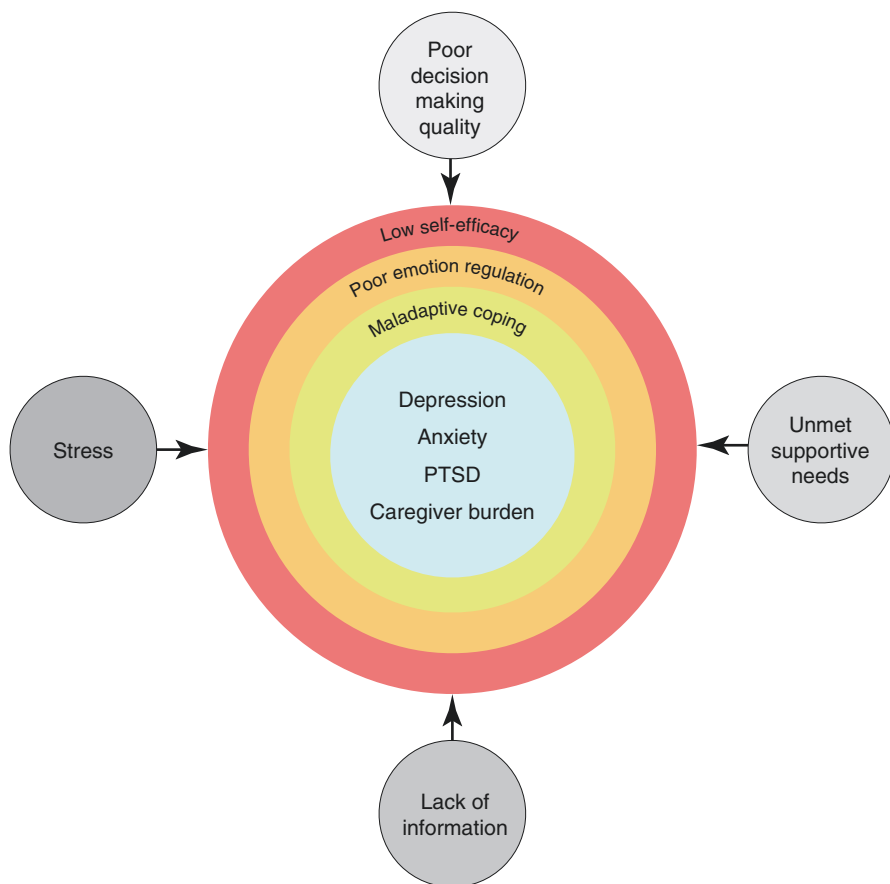 Poor
decision
making
quality
Low self-efficacy
Poor emotion regulation
Maladaptive coping
Depression
Anxiety
PTSD
Caregiver burden
Stress
Unmet
supportive
needs
Lack of
information